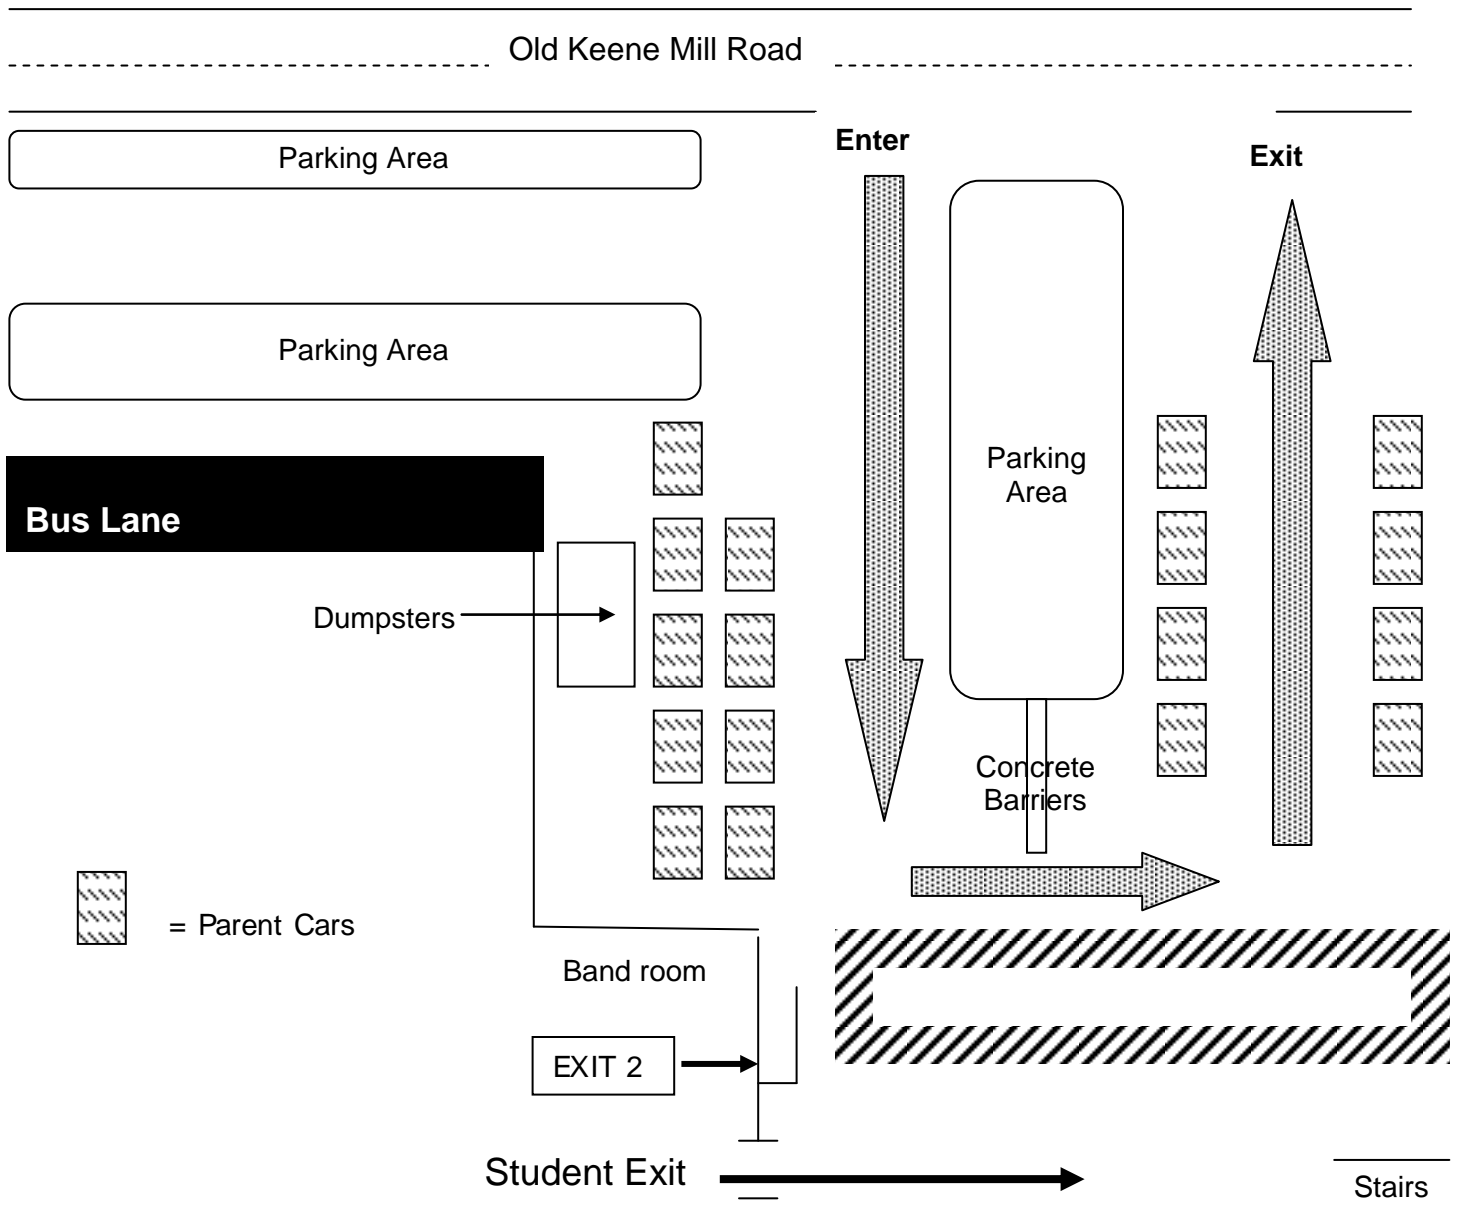 Old Keene Mill Road
Enter
Parking Area
Exit
Parking Area
Parking
Area
Bus Lane
Dumpsters
Concrete
Barriers
= Parent Cars
Band room
EXIT 2
Student Exit
Stairs